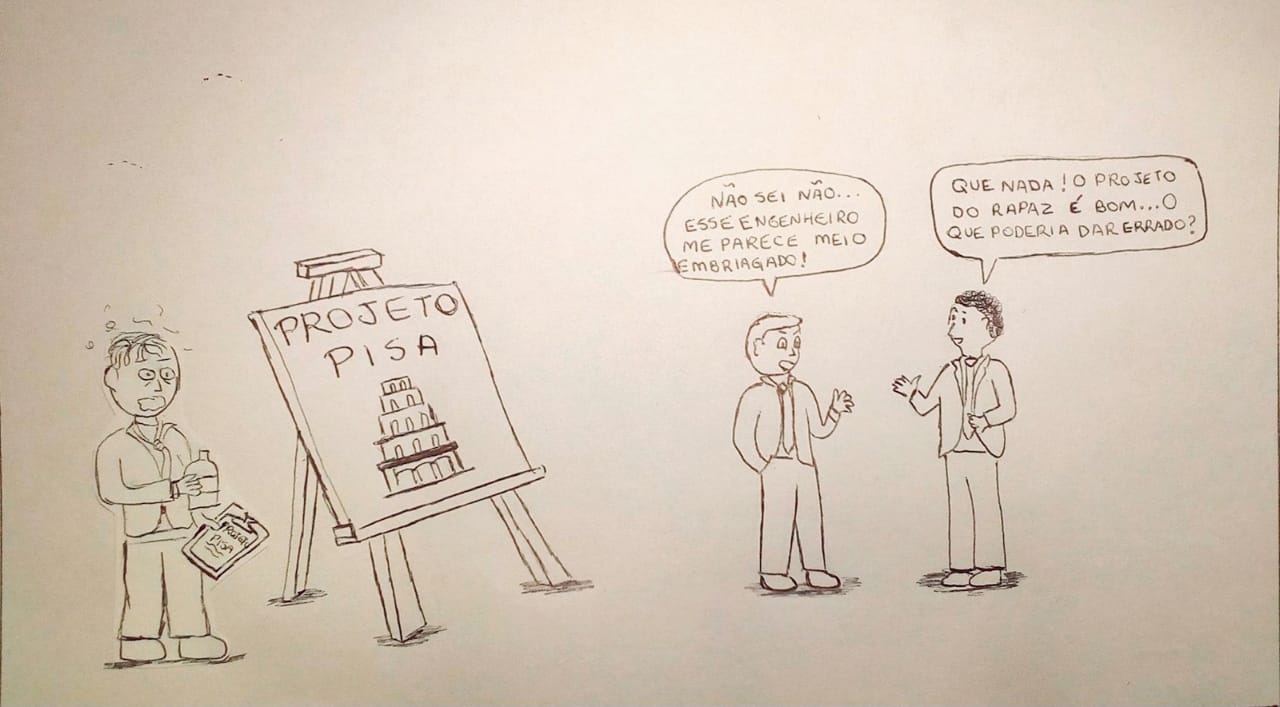 PROJETO
PISA
PROJETO
PISA
NÃO SEI NÃO...
ESSE ENGENHEIRO
ME PARECE MEIO
EMBRIAGADO!
QUE NADA! O PROJETO
DO RAPAZ É BOM... O
QUE PODERIA DAR ERRADO?